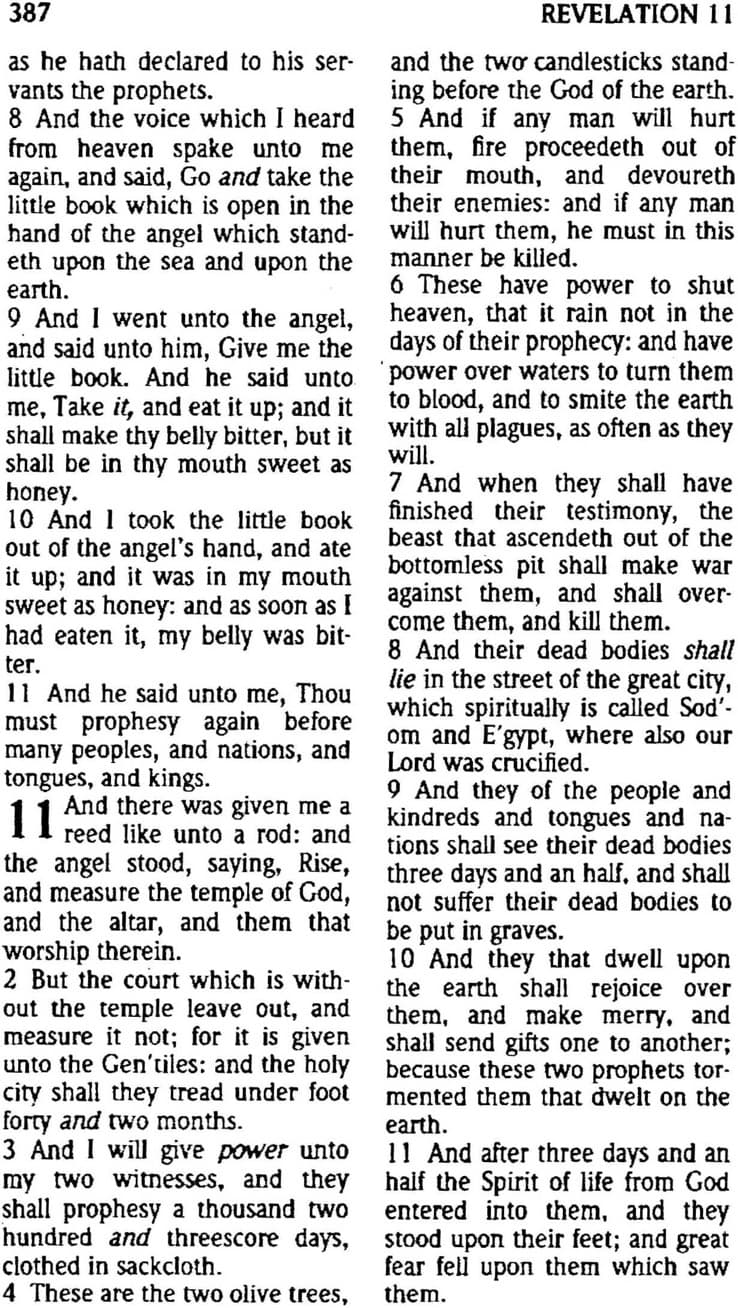 387
REVELATION 11
as he hath declared to his ser-
vants the prophets.
8 And the voice which I heard
from heaven spake unto me
again, and said, Go and take the
little book which is open in the
hand of the angel which stand-
eth upon the sea and upon the
earth.
9 And I went unto the angel,
and said unto him, Give me the
little book. And he said unto
me, Take it, and eat it up; and it
shall make thy belly bitter, but it
shall be in thy mouth sweet as
honey.
10 And I took the little book
out of the angel's hand, and ate
it up; and it was in my mouth
sweet as honey: and as soon as I
had eaten it, my belly was bit-
ter.
11 And he said unto me, Thou
must prophesy again before
many peoples, and nations, and
tongues, and kings.
11 And there was given me a
reed like unto a rod: and
the angel stood, saying, Rise,
and measure the temple of God,
and the altar, and them that
worship therein.
2 But the court which is with-
out the temple leave out, and
measure it not; for it is given
unto the Gen'tiles: and the holy
city shall they tread under foot
forty and two months.
3 And I will give power unto
my two witnesses, and they
shall prophesy a thousand two
hundred and threescore days,
clothed in sackcloth.
4 These are the two olive trees,
and the two candlesticks stand-
ing before the God of the earth.
5 And if any man will hurt
them, fire proceedeth out of
their mouth, and devoureth
their enemies: and if any man
will hurt them, he must in this
manner be killed.
6 These have power to shut
heaven, that it rain not in the
days of their prophecy: and have
power over waters to turn them
to blood, and to smite the earth
with all plagues, as often as they
will.
7 And when they shall have
finished their testimony, the
beast that ascendeth out of the
bottomless pit shall make war
against them, and shall over-
come them, and kill them.
8 And their dead bodies shall
lie in the street of the great city,
which spiritually is called Sod'-
om and E'gypt, where also our
Lord was crucified.
9 And they of the people and
kindreds and tongues and na-
tions shall see their dead bodies
three days and an half, and shall
not suffer their dead bodies to
be put in graves.
10 And they that dwell upon
the earth shall rejoice over
them, and make merry, and
shall send gifts one to another;
because these two prophets tor-
mented them that dwelt on the
earth.
11 And after three days and an
half the Spirit of life from God
entered into them, and they
stood upon their feet; and great
fear fell upon them which saw
them.